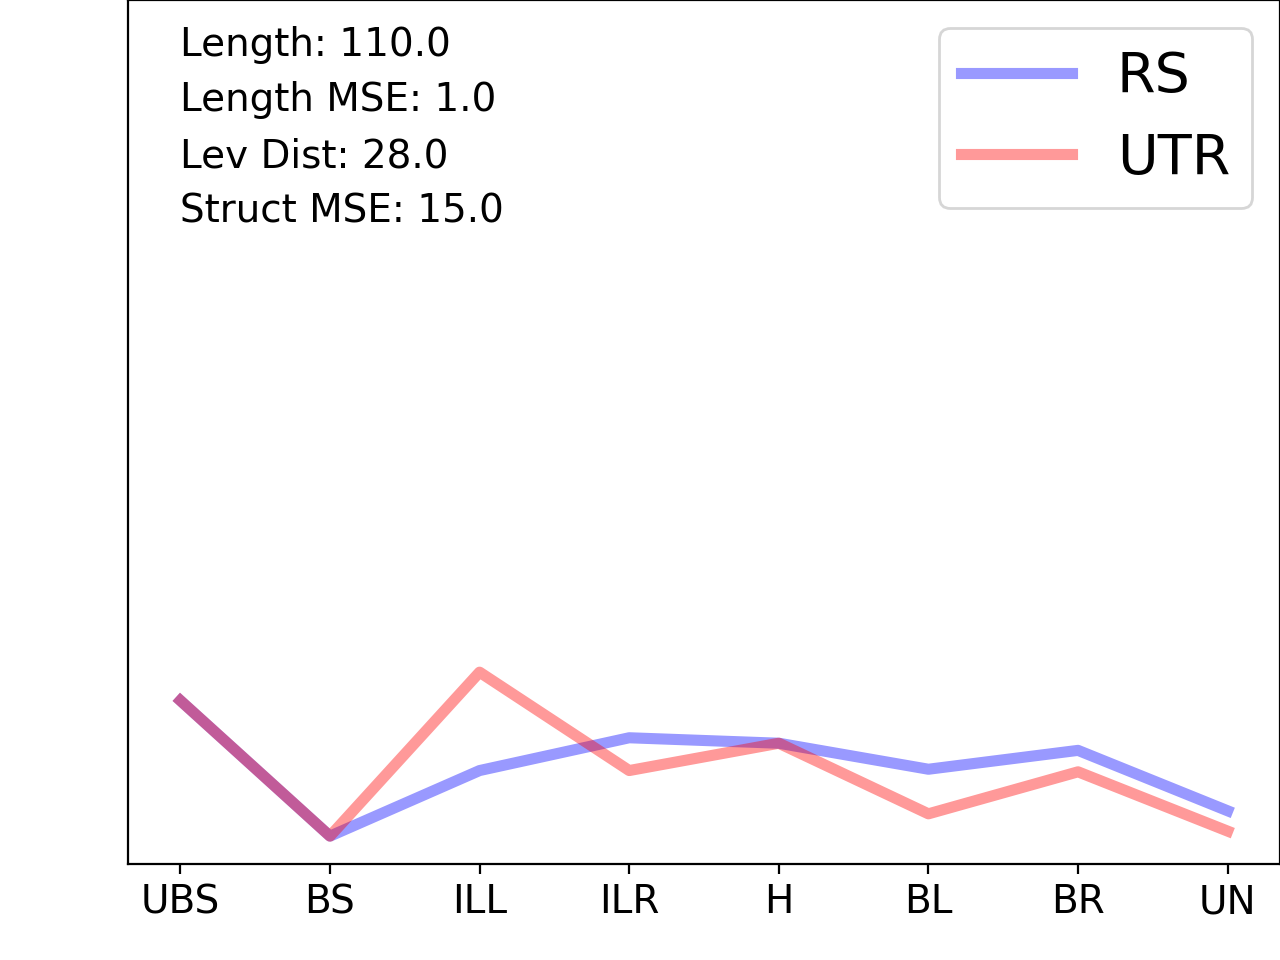 Length: 110.0
Length MSE: 1.0
Lev Dist: 28.0
Struct MSE: 15.0
RS
UTR
UBS BS ILL ILR H BL BR UN